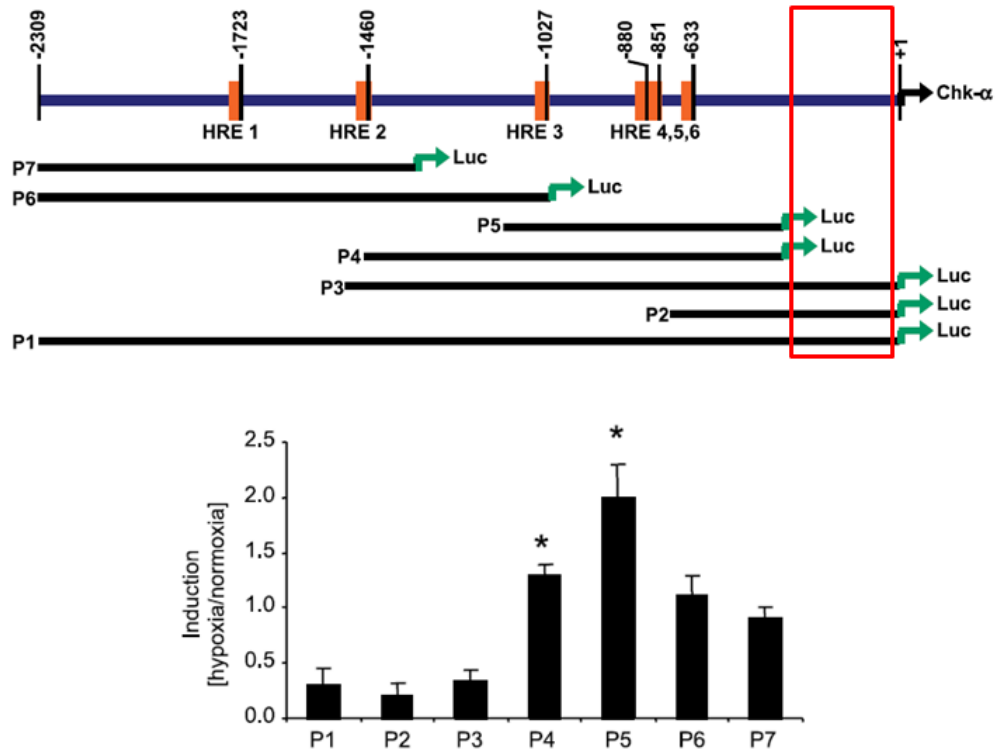 -2309 -1723 -1460 -1027 -880 -851 -633 +1
Chk-α
HRE 1 HRE 2 HRE 3 HRE 4,5,6
P7 Luc
P6 Luc
P5 Luc
P4 Luc
P3 Luc
P2 Luc
P1 Luc
Induction
[hypoxia/normoxia]
2.5
2.0
1.5
1.0
0.5
0.0
* *
P1 P2 P3 P4 P5 P6 P7